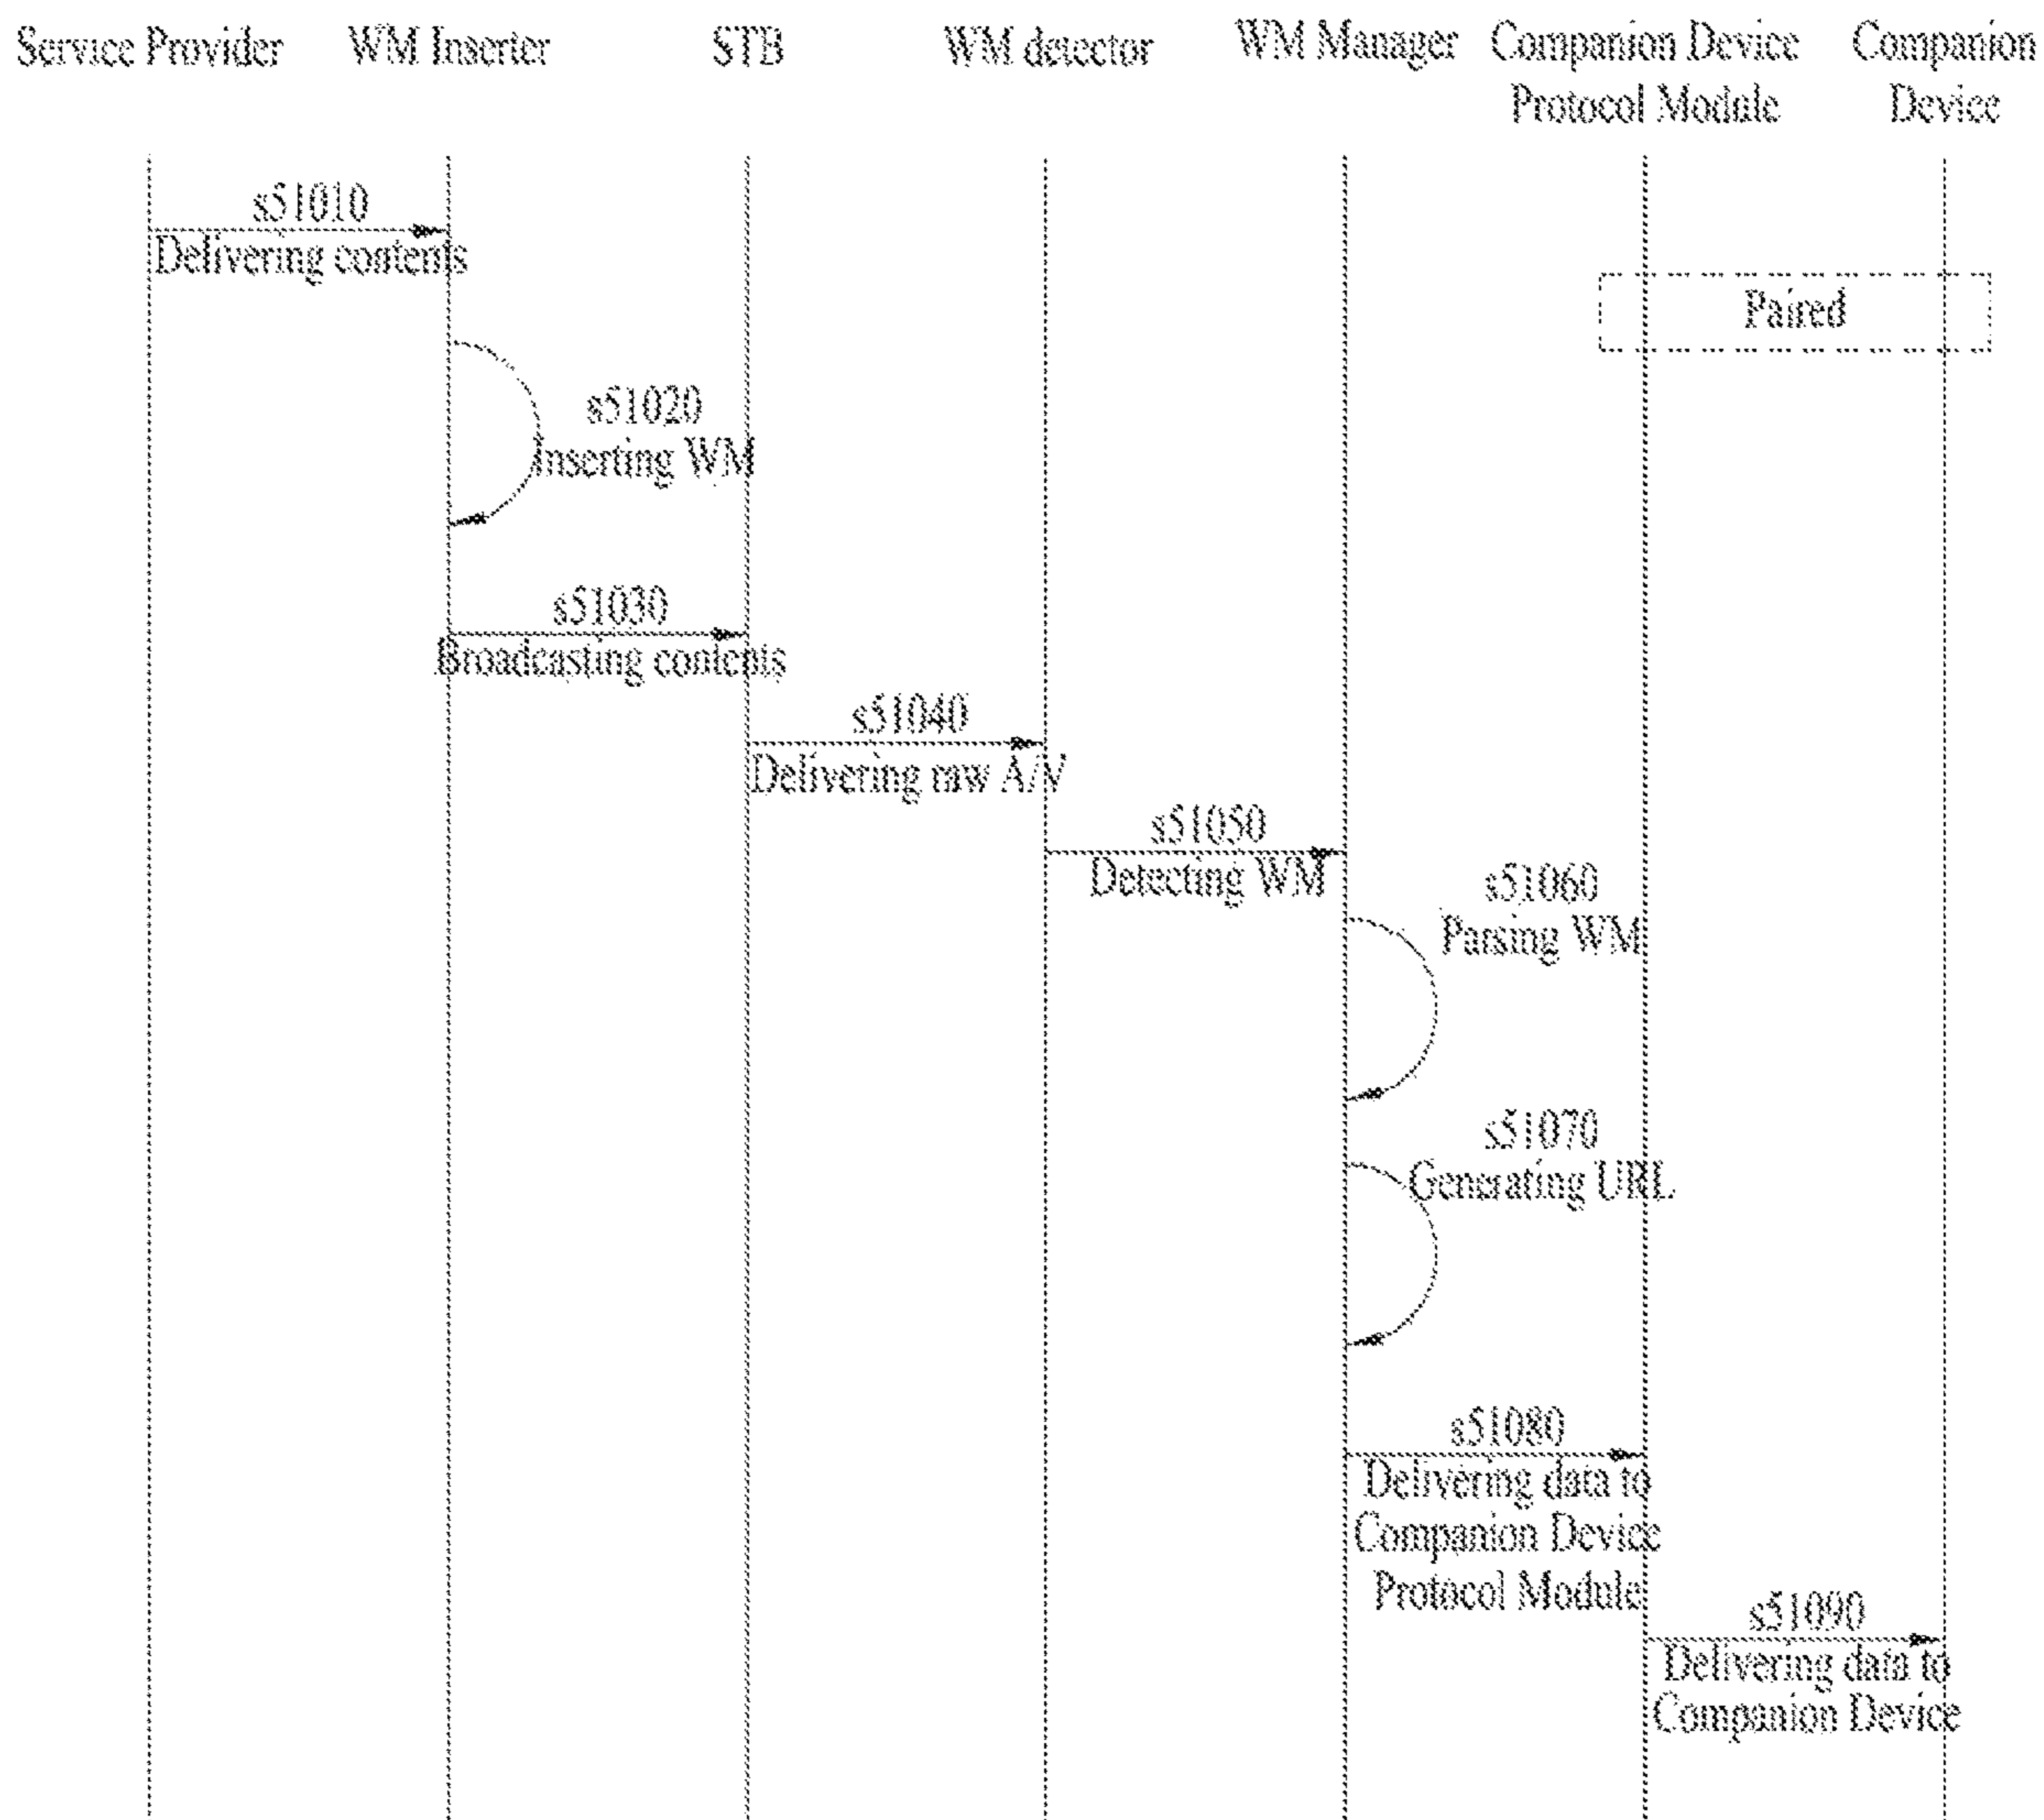 Service Provider
WM Inserter
STB
WM detector
WM Manager
Companion Device
Protocol Module
Companion
Device
s51010
Delivering contents
Paired
s51020
Inserting WM
s51030
Broadcasting contents
s51040
Delivering raw A/V
s51050
Detecting WM
s51060
Parsing WM
s51070
Generating URL
s51080
Delivering data to
Companion Device
Protocol Module
s51090
Delivering data to
Companion Device